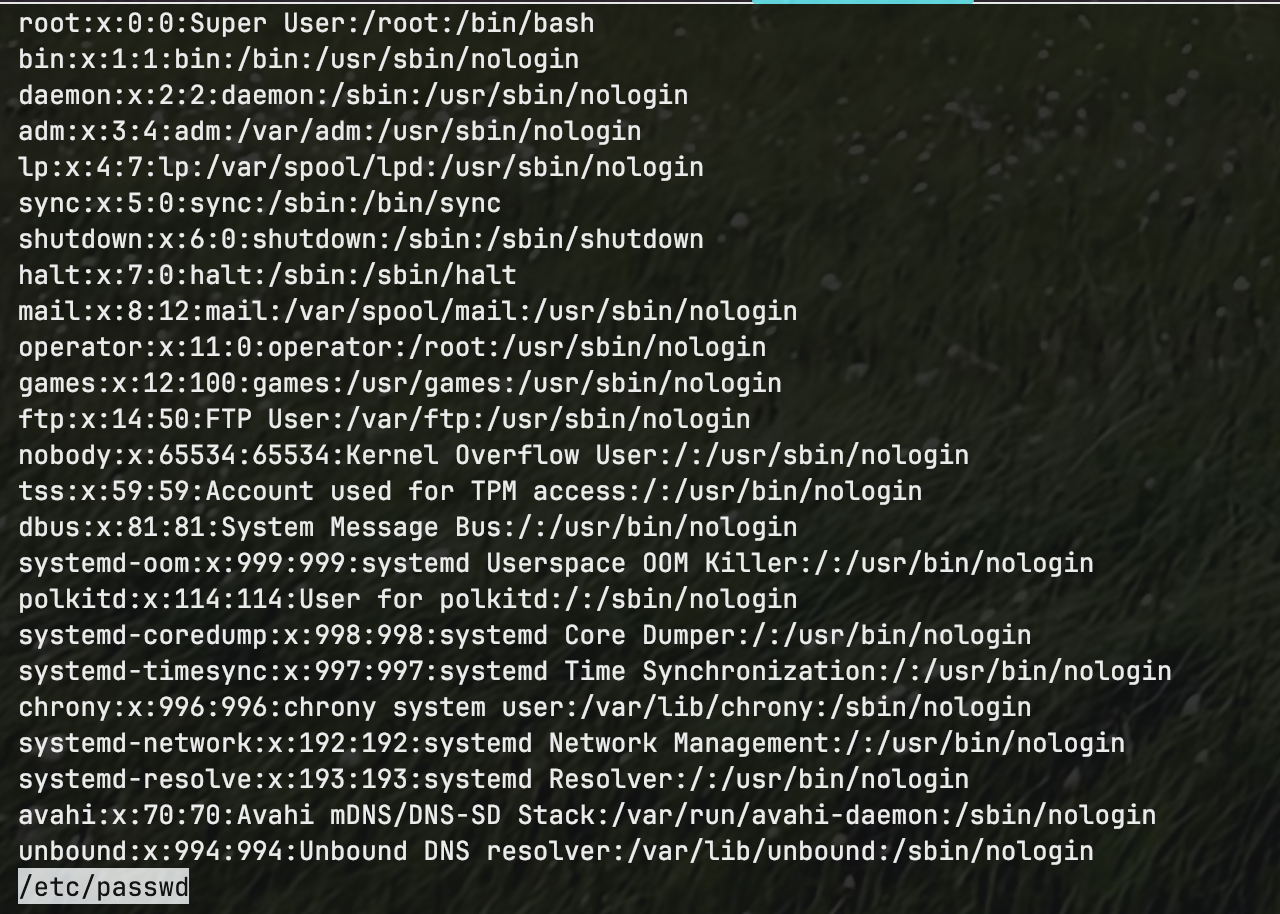 root:x:0:0:Super User:/root:/bin/bash
bin:x:1:1:bin:/bin:/usr/sbin/nologin
daemon:x:2:2:daemon:/sbin:/usr/sbin/nologin
adm:x:3:4:adm:/var/adm:/usr/sbin/nologin
lp:x:4:7:lp:/var/spool/lpd:/usr/sbin/nologin
sync:x:5:0:sync:/sbin:/bin/sync
shutdown:x:6:0:shutdown:/sbin:/sbin/shutdown
halt:x:7:0:halt:/sbin:/sbin/halt
mail:x:8:12:mail:/var/spool/mail:/usr/sbin/nologin
operator:x:11:0:operator:/root:/usr/sbin/nologin
games:x:12:100:games:/usr/games:/usr/sbin/nologin
ftp:x:14:50:FTP User:/var/ftp:/usr/sbin/nologin
nobody:x:65534:65534:Kernel Overflow User:/:/usr/sbin/nologin
tss:x:59:59:Account used for TPM access:/:/usr/bin/nologin
dbus:x:81:81:System Message Bus:/:/usr/bin/nologin
systemd-oom:x:999:999:systemd Userspace OOM Killer:/:/usr/bin/nologin
polkitd:x:114:114:User for polkitd:/:/sbin/nologin
systemd-coredump:x:998:998:systemd Core Dumper:/:/usr/bin/nologin
systemd-timesync:x:997:997:systemd Time Synchronization:/:/usr/bin/nologin
chrony:x:996:996:chrony system user:/var/lib/chrony:/sbin/nologin
systemd-network:x:192:192:systemd Network Management:/:/usr/bin/nologin
systemd-resolve:x:193:193:systemd Resolver:/:/usr/bin/nologin
avahi:x:70:70:Avahi mDNS/DNS-SD Stack:/var/run/avahi-daemon:/sbin/nologin
unbound:x:994:994:Unbound DNS resolver:/var/lib/unbound:/sbin/nologin
/etc/passwd